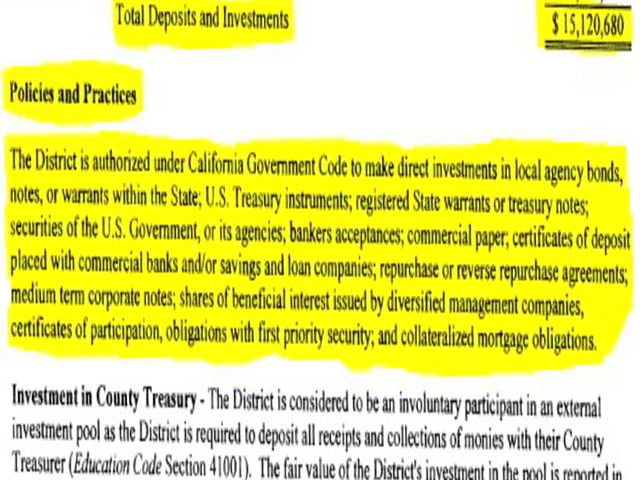 Total Deposits and Investments $ 15,120,680
Policies and Practices
The District is authorized under California Government Code to make direct investments in local agency bonds,
notes, or warrants within the State; U.S. Treasury instruments; registered State warrants or treasury notes;
securities of the U.S. Government, or its agencies; bankers acceptances; commercial paper; certificates of deposit
placed with commercial banks and/or savings and loan companies; repurchase or reverse repurchase agreements;
medium term corporate notes; shares of beneficial interest issued by diversified management companies,
certificates of participation, obligations with first priority security; and collateralized mortgage obligations.
Investment in County Treasury - The District is considered to be an involuntary participant in an external
investment pool as the District is required to deposit all receipts and collections of monies with their County
Treasurer (Education Code Section 41001). The fair value of the District's investment in the pool is reported in